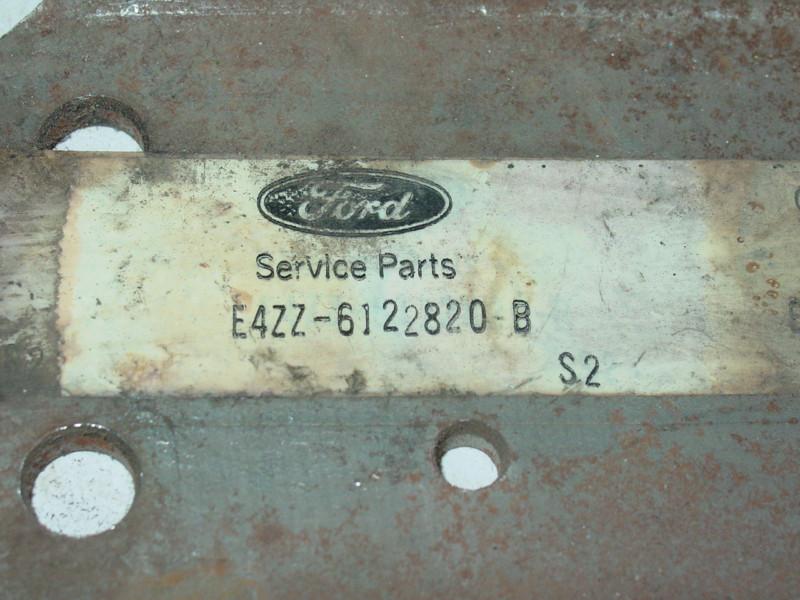 Ford
Service Parts
E4ZZ-6122820-B
S2